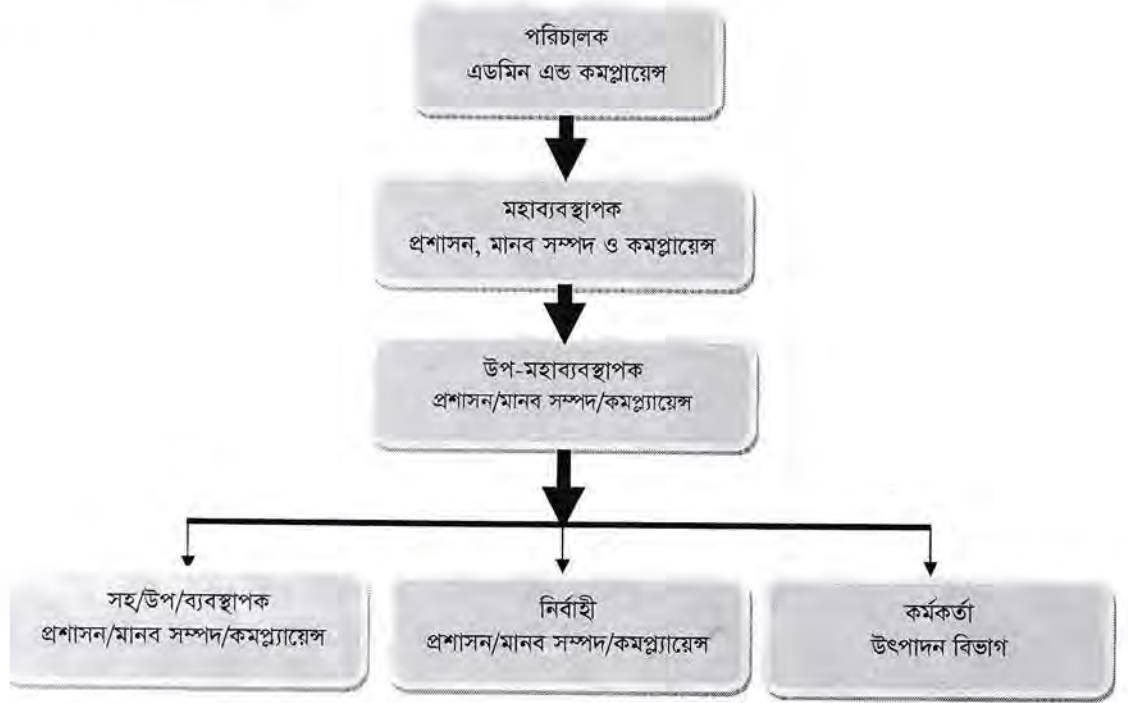 পরিচালক
এডমিন এন্ড কমপ্লায়েন্স
মহাব্যবস্থাপক
প্রশাসন, মানব সম্পদ ও কমপ্লায়েন্স
উপ-মহাব্যবস্থাপক
প্রশাসন/মানব সম্পদ/কমপ্ল্যায়েন্স
সহ/উপ/ব্যবস্থাপক
প্রশাসন/মানব সম্পদ/কমপ্ল্যায়েন্স
নির্বাহী
প্রশাসন/মানব সম্পদ/কমপ্ল্যায়েন্স
কর্মকর্তা
উৎপাদন বিভাগ